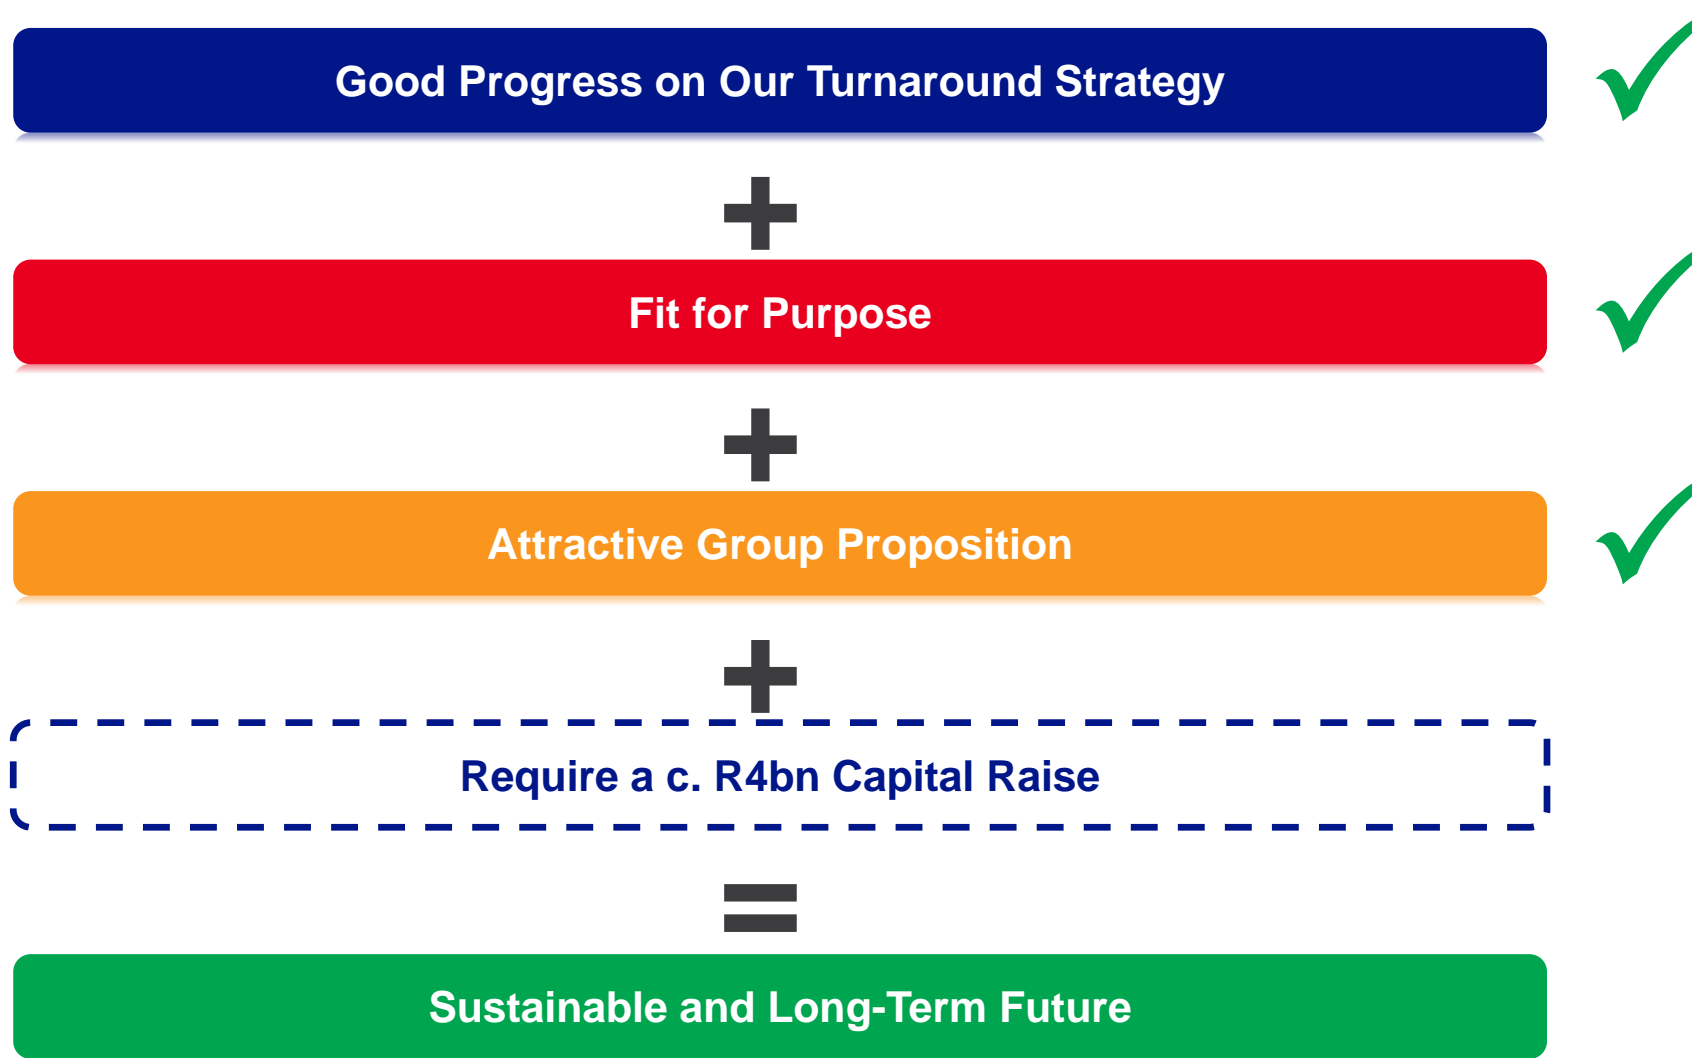 Good Progress on Our Turnaround Strategy
+
Fit for Purpose
+
Attractive Group Proposition
+
Require a c. R4bn Capital Raise
=
Sustainable and Long-Term Future